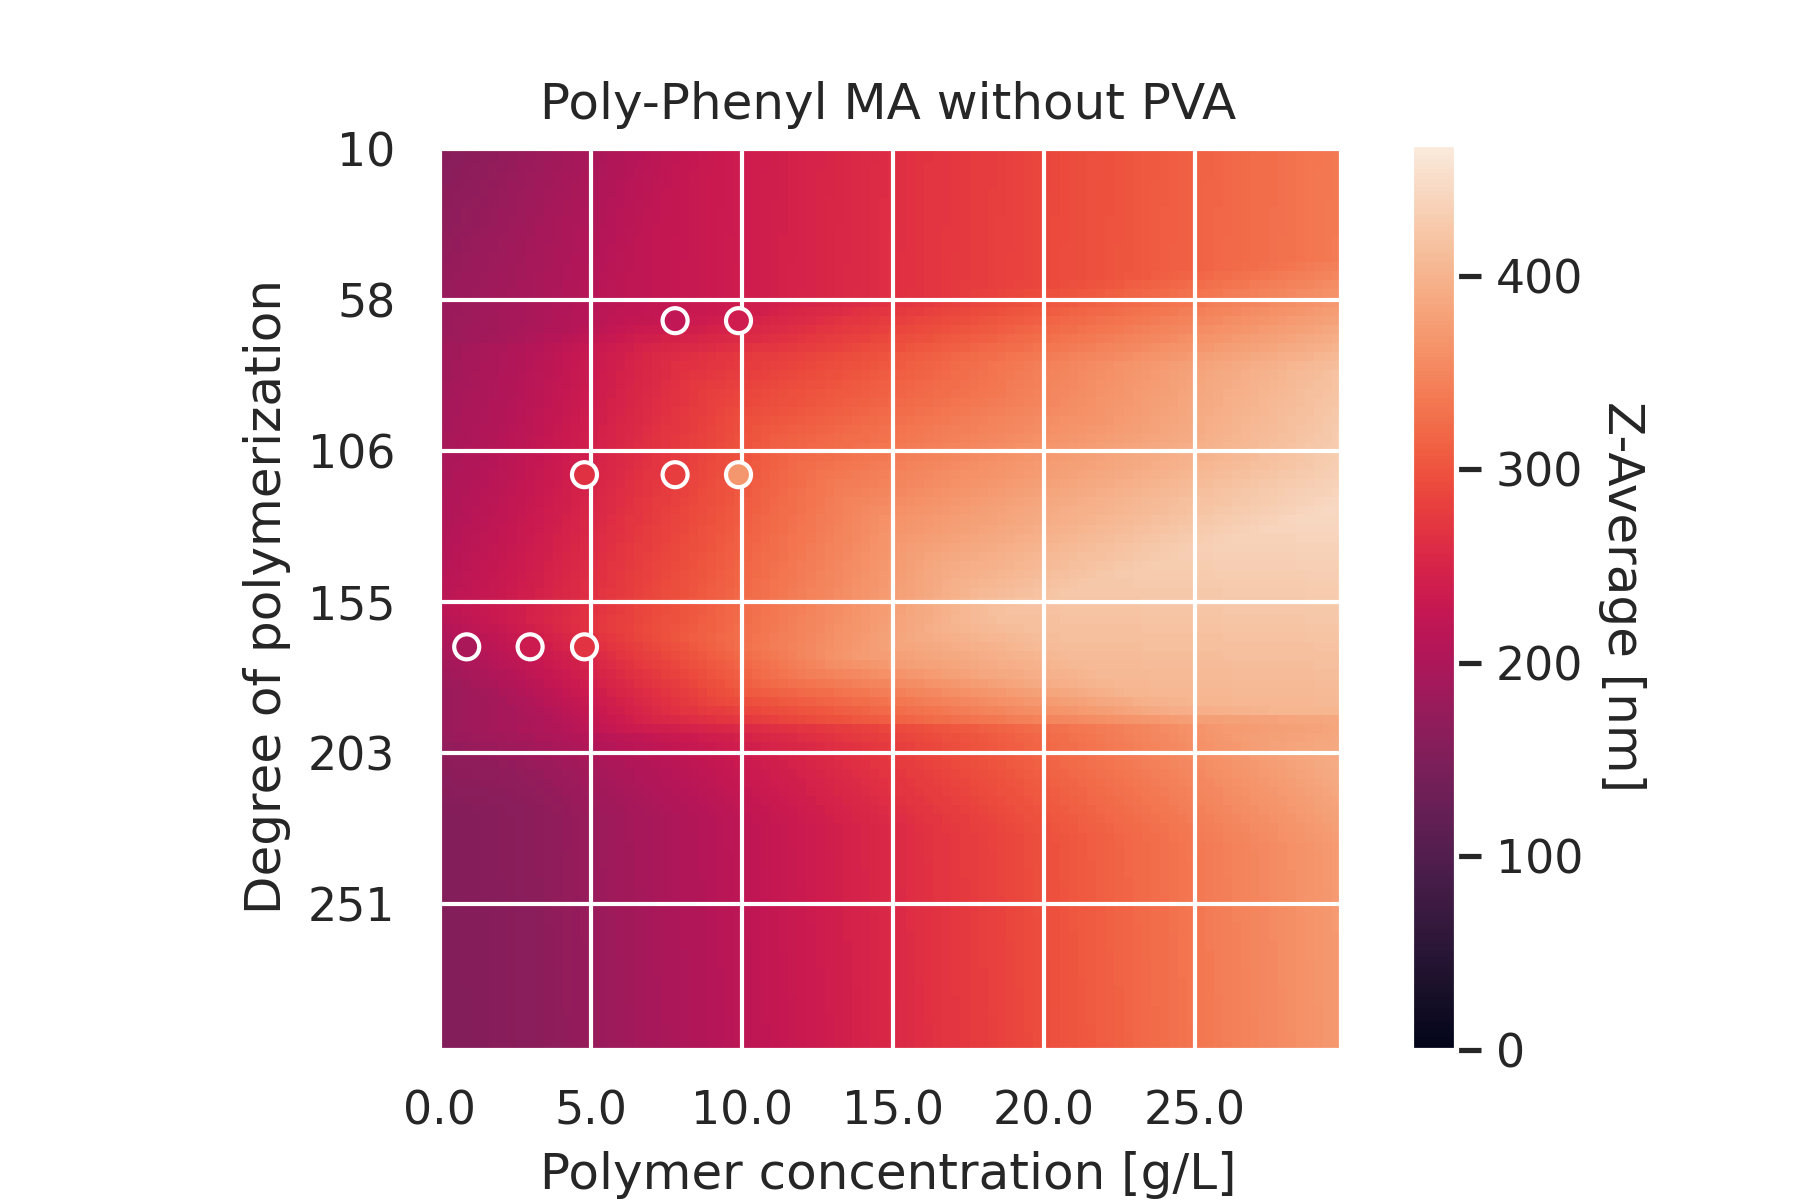 Poly-Phenyl MA without PVA
Degree of polymerization
10
58
106
155
203
251
0.0 5.0 10.0 15.0 20.0 25.0
Polymer concentration [g/L]
400
300
200
100
0
Z-Average [nm]